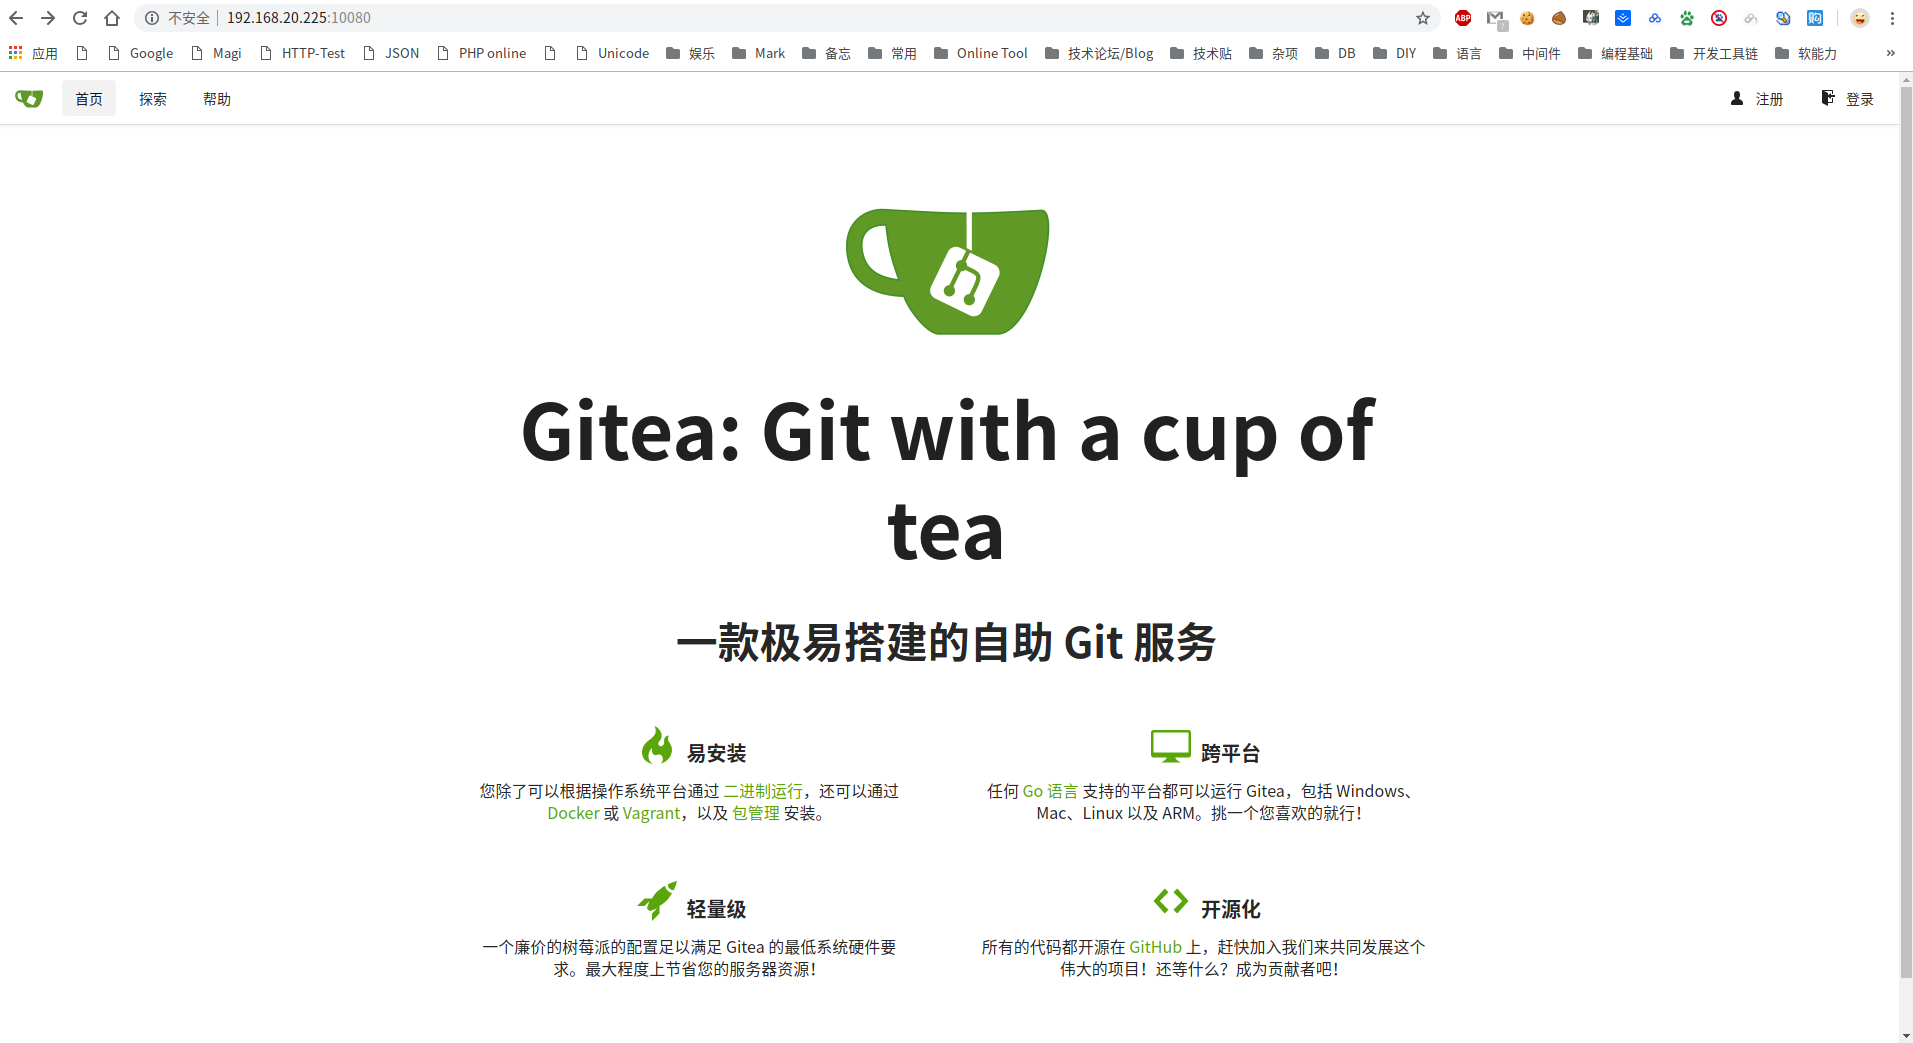 不安全 192.168.20.225:10080
应用 Google Magi HTTP-Test JSON PHP online Unicode 娱乐 Mark 备忘 常用 Online Tool 技术论坛/Blog 技术贴 杂项 DB DIY 语言 中间件 编程基础 开发工具链 软能力 »
首页 探索 帮助 注册 登录
Gitea: Git with a cup of
tea
一款极易搭建的自助 Git 服务
易安装
您除了可以根据操作系统平台通过 二进制运行，还可以通过
Docker 或 Vagrant，以及 包管理 安装。
跨平台
任何 Go 语言 支持的平台都可以运行 Gitea，包括 Windows、
Mac、Linux 以及 ARM。挑一个您喜欢的就行！
轻量级
一个廉价的树莓派的配置足以满足 Gitea 的最低系统硬件要
求。最大程度上节省您的服务器资源！
开源化
所有的代码都开源在 GitHub 上，赶快加入我们来共同发展这个
伟大的项目！还等什么？成为贡献者吧！